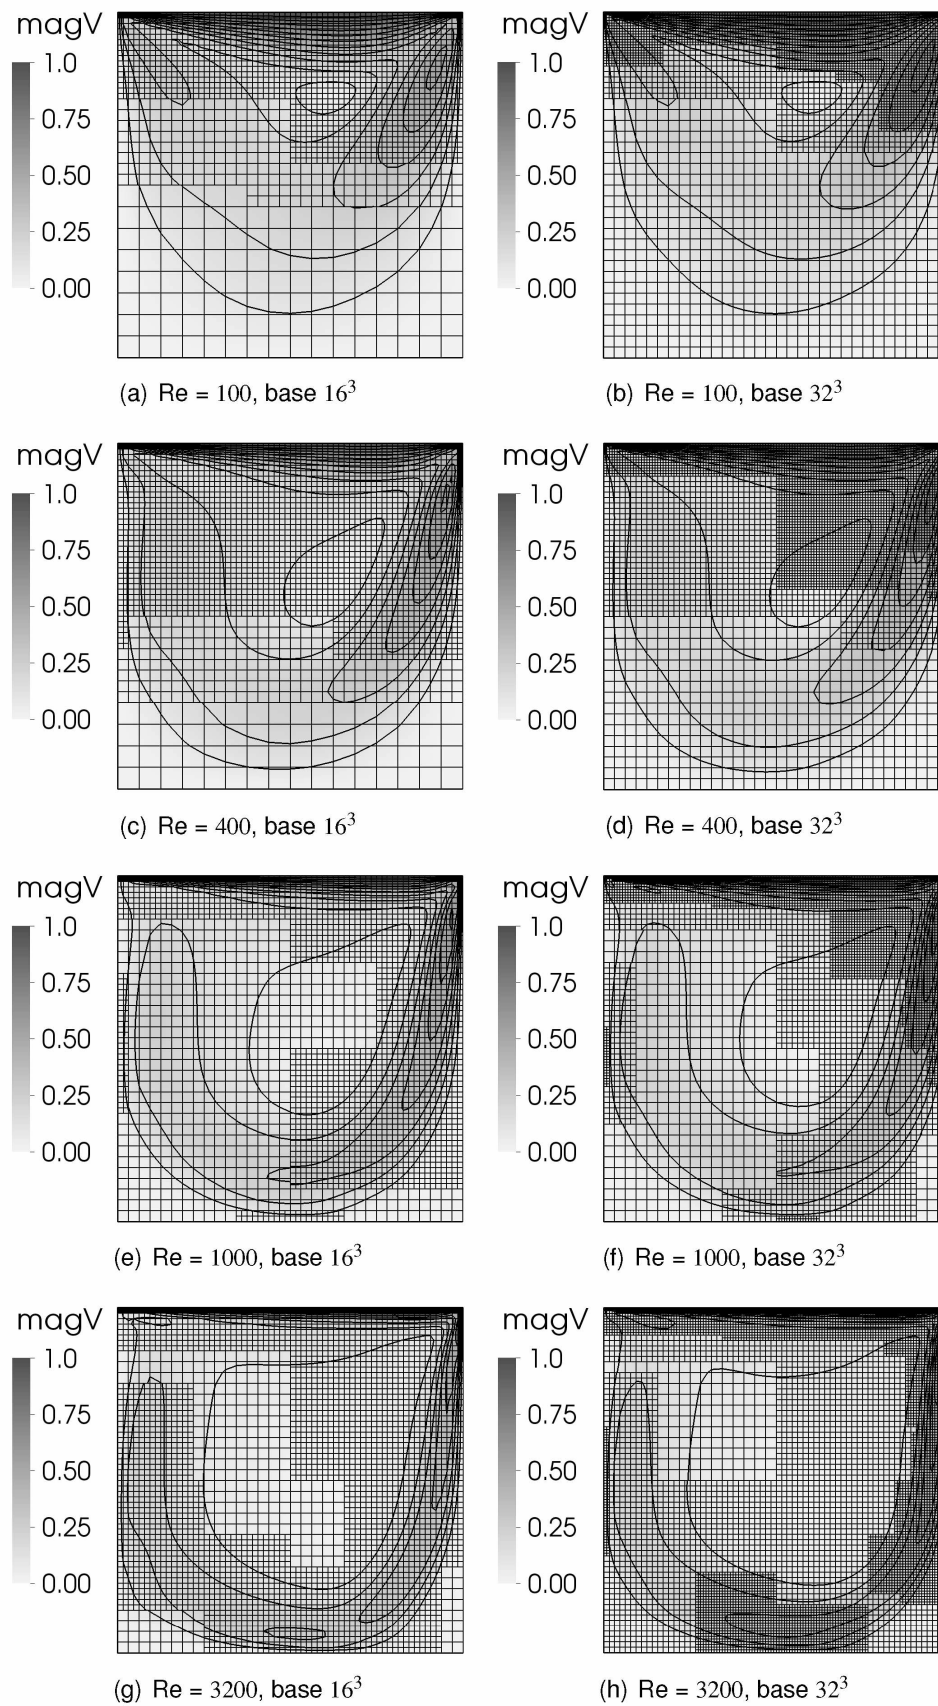 magV
1.0
0.75
0.50
0.25
0.00
(a) Re = 100, base 16³
magV
1.0
0.75
0.50
0.25
0.00
(b) Re = 100, base 32³
magV
1.0
0.75
0.50
0.25
0.00
(c) Re = 400, base 16³
magV
1.0
0.75
0.50
0.25
0.00
(d) Re = 400, base 32³
magV
1.0
0.75
0.50
0.25
0.00
(e) Re = 1000, base 16³
magV
1.0
0.75
0.50
0.25
0.00
(f) Re = 1000, base 32³
magV
1.0
0.75
0.50
0.25
0.00
(g) Re = 3200, base 16³
magV
1.0
0.75
0.50
0.25
0.00
(h) Re = 3200, base 32³